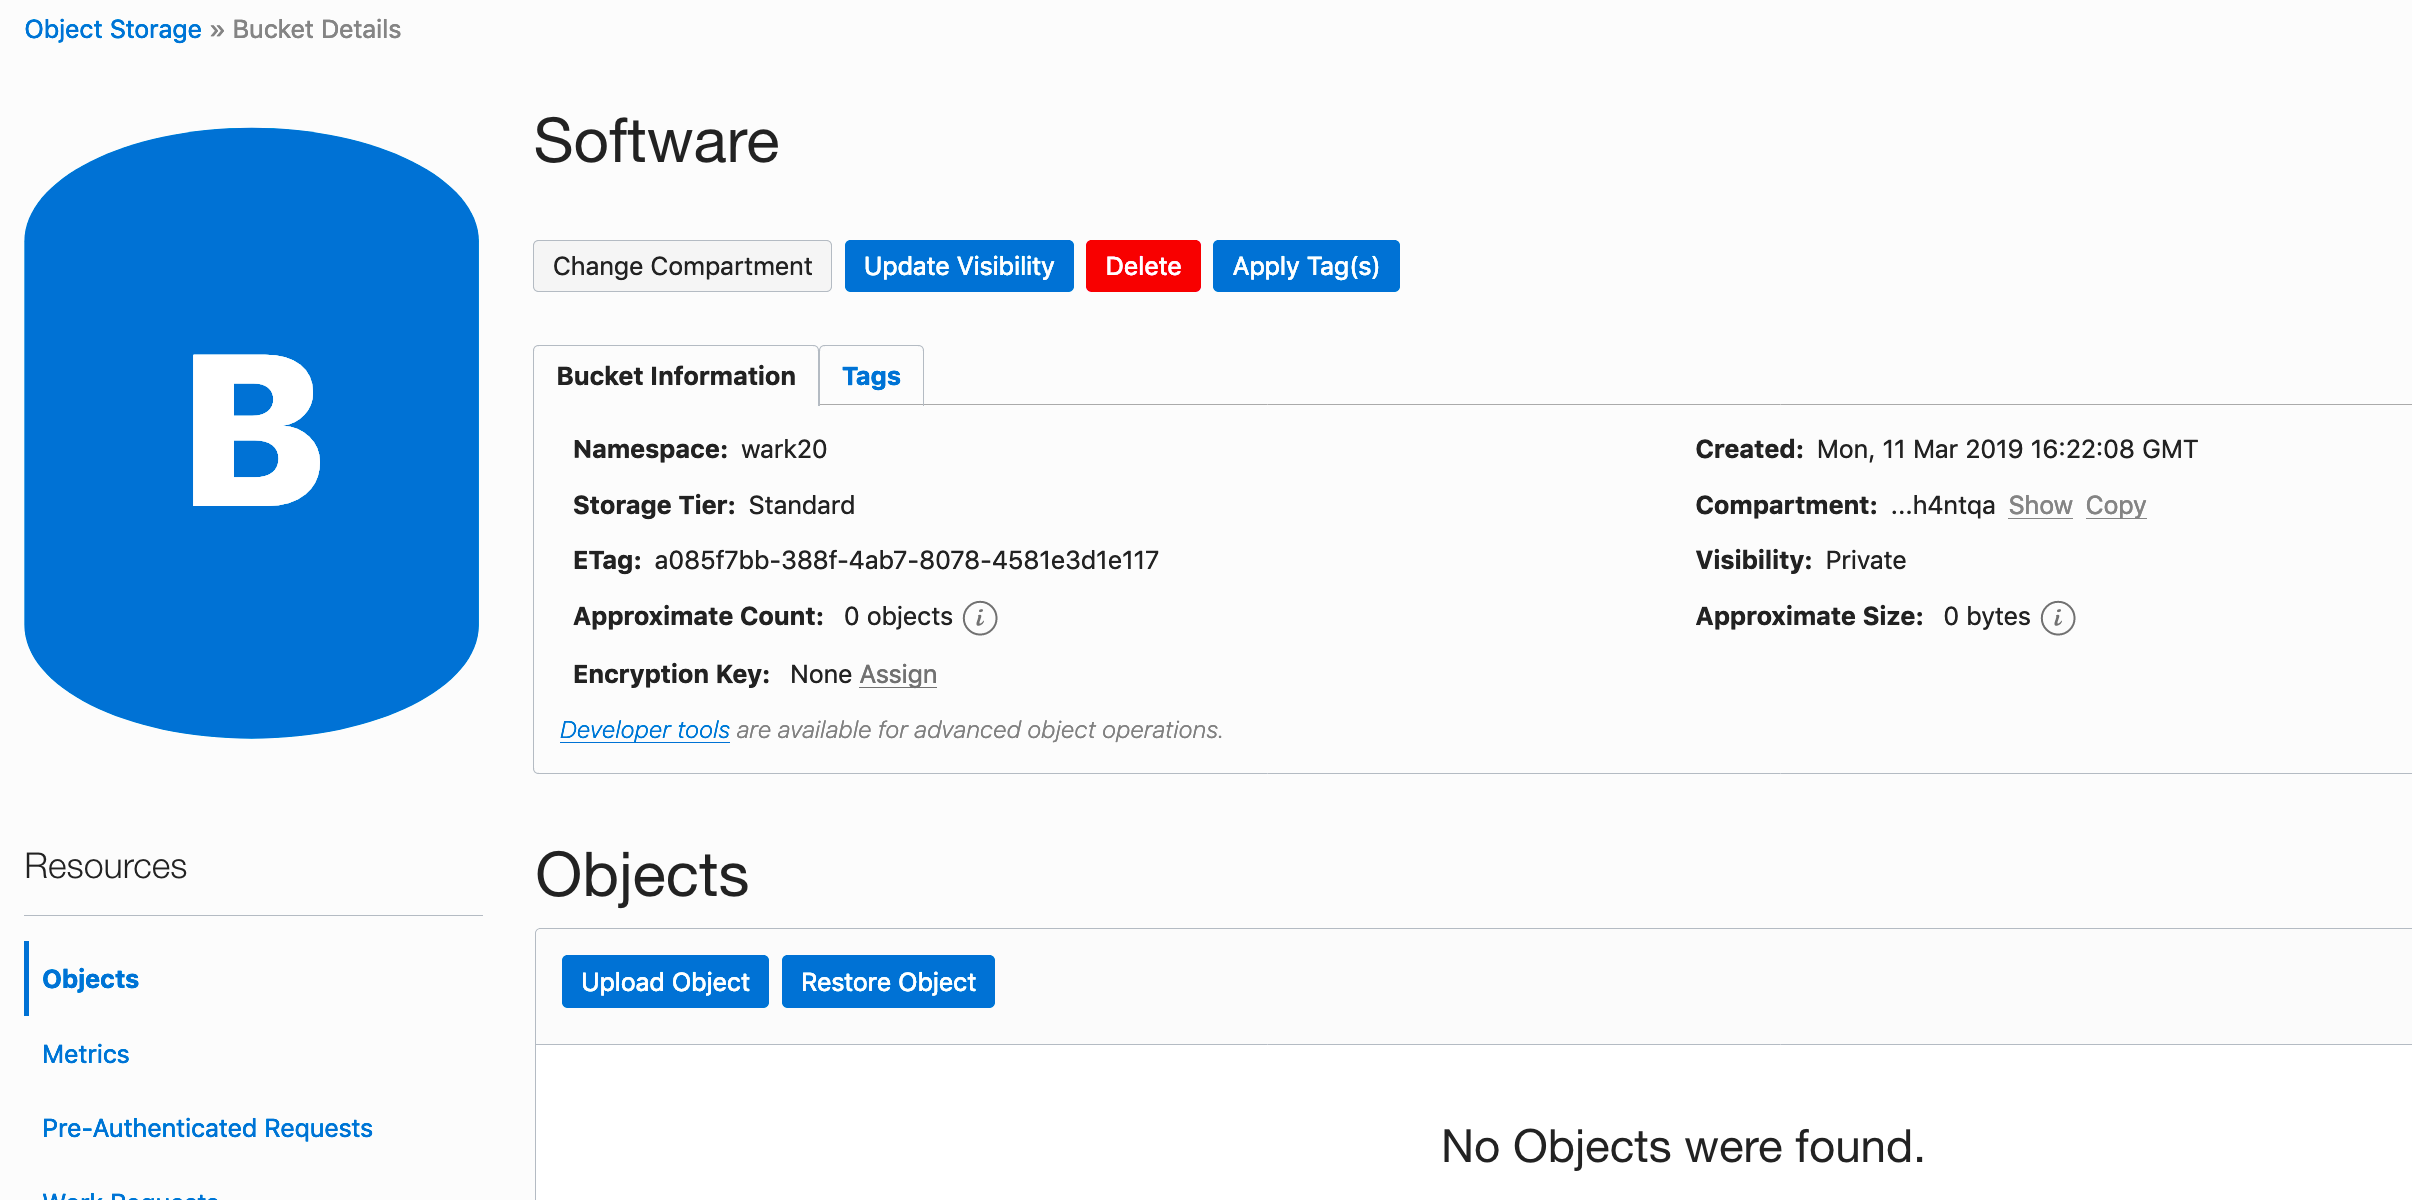 Object Storage » Bucket Details
B
Software
Change Compartment Update Visibility Delete Apply Tag(s)
Bucket Information Tags
Namespace: wark20 Created: Mon, 11 Mar 2019 16:22:08 GMT
Storage Tier: Standard Compartment: ...h4ntqa Show Copy
ETag: a085f7bb-388f-4ab7-8078-4581e3d1e117 Visibility: Private
Approximate Count: 0 objects i Approximate Size: 0 bytes i
Encryption Key: None Assign
Developer tools are available for advanced object operations.
Resources
Objects
Metrics
Pre-Authenticated Requests
Work Requests
Objects
Upload Object Restore Object
No Objects were found.